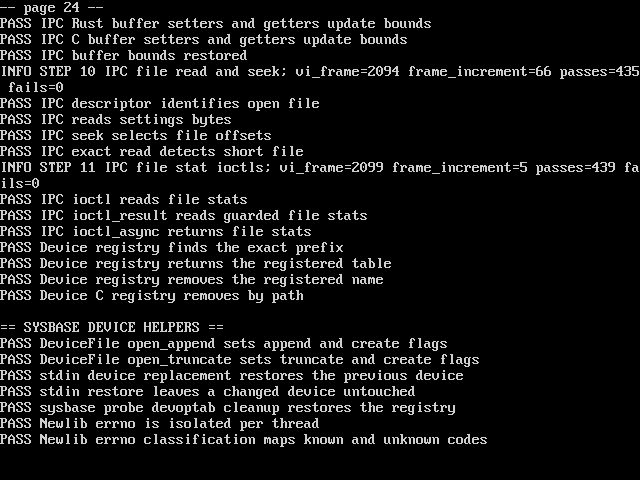 -- page 24 --
PASS IPC Rust buffer setters and getters update bounds
PASS IPC C buffer setters and getters update bounds
PASS IPC buffer bounds restored
INFO STEP 10 IPC file read and seek; vi_frame=2094 frame_increment=66 passes=435
 fails=0
PASS IPC descriptor identifies open file
PASS IPC reads settings bytes
PASS IPC seek selects file offsets
PASS IPC exact read detects short file
INFO STEP 11 IPC file stat ioctls; vi_frame=2099 frame_increment=5 passes=439 fa
ils=0
PASS IPC ioctl reads file stats
PASS IPC ioctl_result reads guarded file stats
PASS IPC ioctl_async returns file stats
PASS Device registry finds the exact prefix
PASS Device registry returns the registered table
PASS Device registry removes the registered name
PASS Device C registry removes by path

== SYSBASE DEVICE HELPERS ==
PASS DeviceFile open_append sets append and create flags
PASS DeviceFile open_truncate sets truncate and create flags
PASS stdin device replacement restores the previous device
PASS stdin restore leaves a changed device untouched
PASS sysbase probe devoptab cleanup restores the registry
PASS Newlib errno is isolated per thread
PASS Newlib errno classification maps known and unknown codes